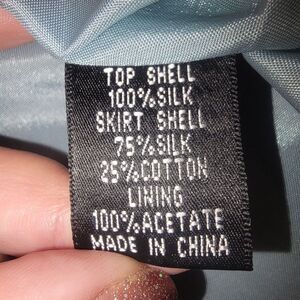 TOP SHELL
100%SILK
SKIRT SHELL
75%SILK
25%COTTON
LINING
100%ACETATE
MADE IN CHINA